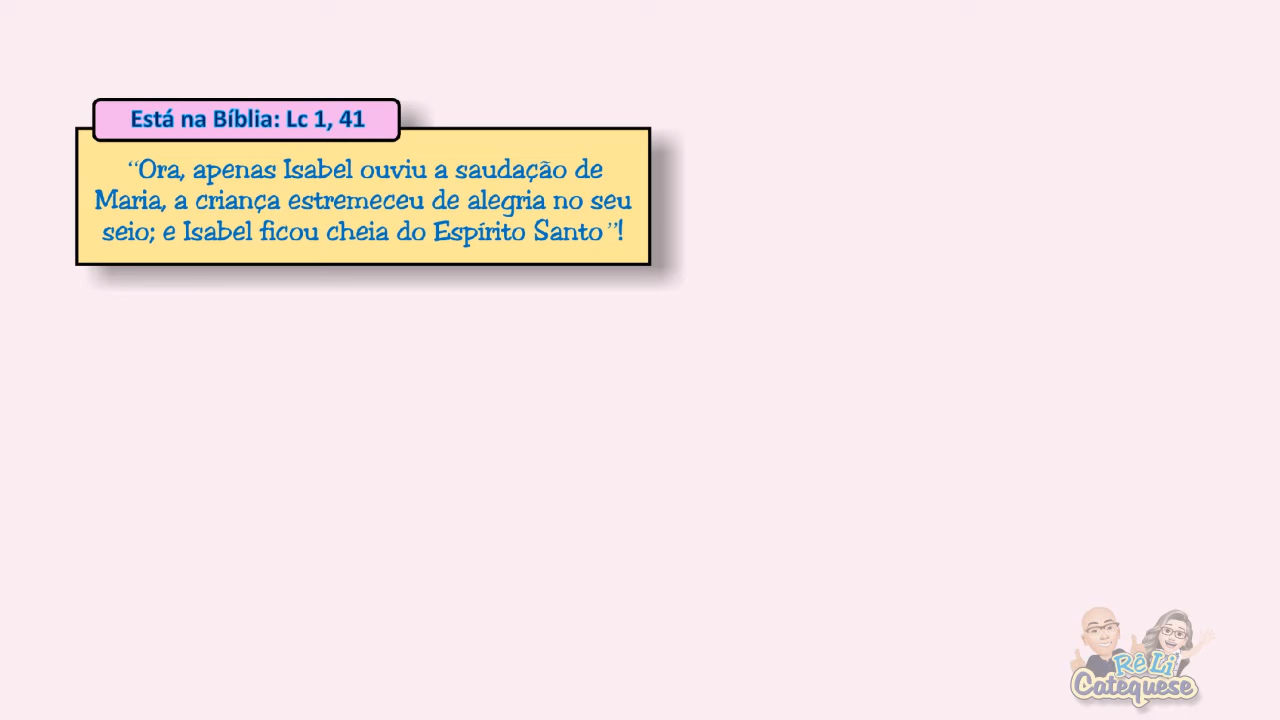 Está na Bíblia: Lc 1, 41
“Ora, apenas Isabel ouviu a saudação de
Maria, a criança estremeceu de alegria no seu
seio; e Isabel ficou cheia do Espírito Santo”!
Rê Li
Catequese